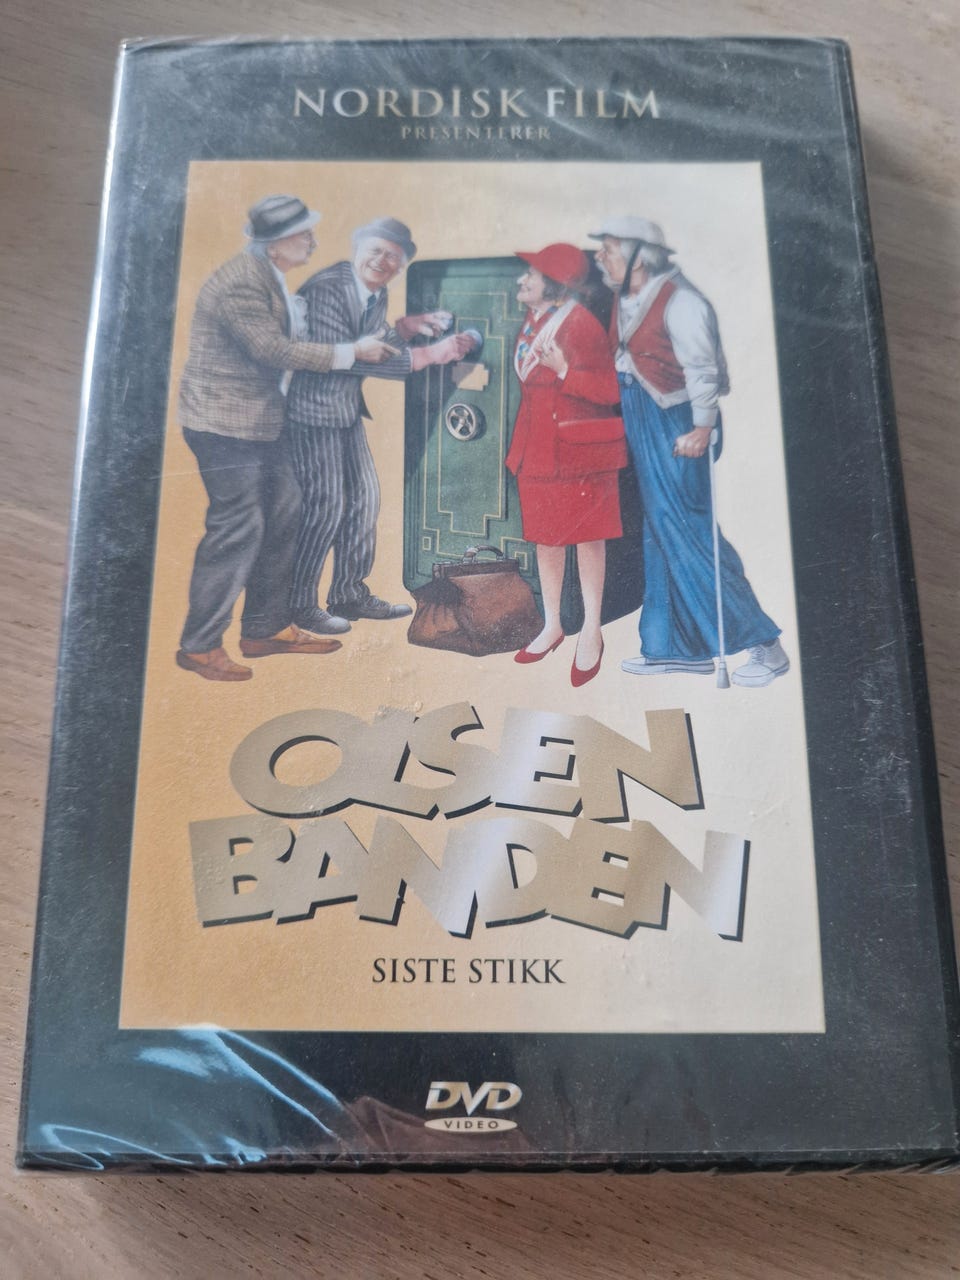 NORDISK FILM
PRESENTERER
OLSEN
BANDEN
SISTE STIKK
DVD
VIDEO